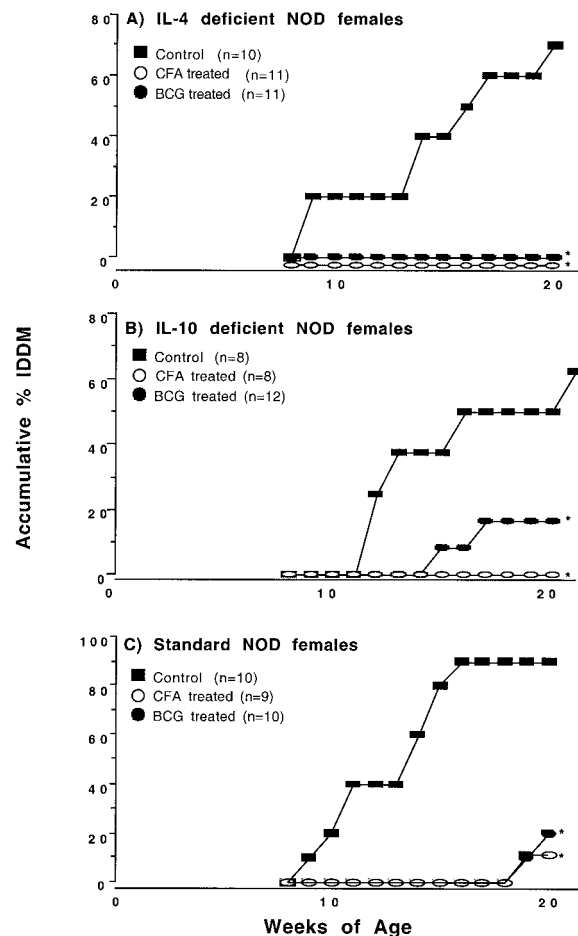 80
A) IL-4 deficient NOD females
Control (n=10)
CFA treated (n=11)
BCG treated (n=11)
60
40
20
0
*
*
0
10
20
80
B) IL-10 deficient NOD females
Control (n=8)
CFA treated (n=8)
BCG treated (n=12)
60
40
20
0
*
*
0
10
20
Accumulative % IDDM
100
C) Standard NOD females
Control (n=10)
CFA treated (n=9)
BCG treated (n=10)
80
60
40
20
0
*
*
0
10
20
Weeks of Age